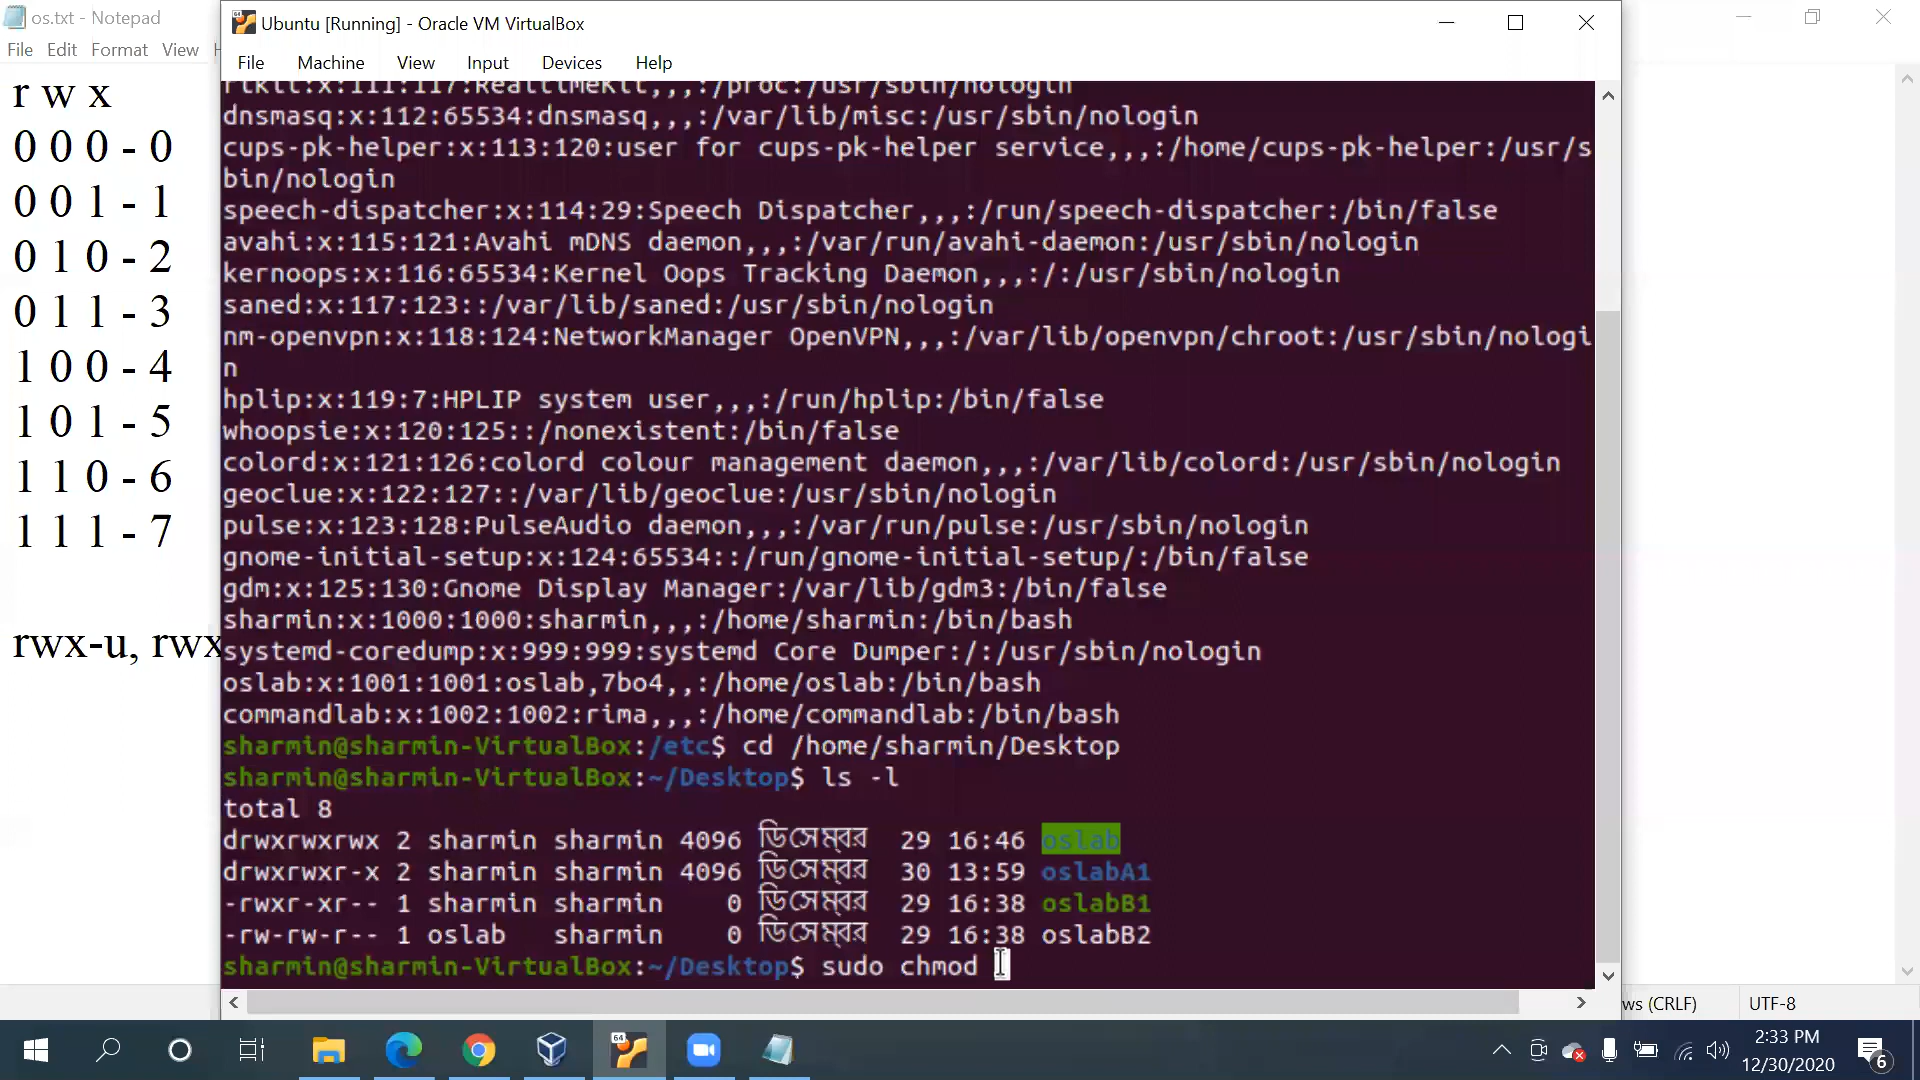 os.txt - Notepad
File Edit Format View H
r w x
0 0 0 - 0
0 0 1 - 1
0 1 0 - 2
0 1 1 - 3
1 0 0 - 4
1 0 1 - 5
1 1 0 - 6
1 1 1 - 7
rwx-u, rwx
Ubuntu [Running] - Oracle VM VirtualBox
File Machine View Input Devices Help
rtkit:x:111:117:RealtimeKit,,,:/proc:/usr/sbin/nologin
dnsmasq:x:112:65534:dnsmasq,,,:/var/lib/misc:/usr/sbin/nologin
cups-pk-helper:x:113:120:user for cups-pk-helper service,,,:/home/cups-pk-helper:/usr/s
bin/nologin
speech-dispatcher:x:114:29:Speech Dispatcher,,,:/run/speech-dispatcher:/bin/false
avahi:x:115:121:Avahi mDNS daemon,,,:/var/run/avahi-daemon:/usr/sbin/nologin
kernoops:x:116:65534:Kernel Oops Tracking Daemon,,,:/:/usr/sbin/nologin
saned:x:117:123::/var/lib/saned:/usr/sbin/nologin
nm-openvpn:x:118:124:NetworkManager OpenVPN,,,:/var/lib/openvpn/chroot:/usr/sbin/nologi
n
hplip:x:119:7:HPLIP system user,,,:/run/hplip:/bin/false
whoopsie:x:120:125::/nonexistent:/bin/false
colord:x:121:126:colord colour management daemon,,,:/var/lib/colord:/usr/sbin/nologin
geoclue:x:122:127::/var/lib/geoclue:/usr/sbin/nologin
pulse:x:123:128:PulseAudio daemon,,,:/var/run/pulse:/usr/sbin/nologin
gnome-initial-setup:x:124:65534::/run/gnome-initial-setup/:/bin/false
gdm:x:125:130:Gnome Display Manager:/var/lib/gdm3:/bin/false
sharmin:x:1000:1000:sharmin,,,:/home/sharmin:/bin/bash
systemd-coredump:x:999:999:systemd Core Dumper:/:/usr/sbin/nologin
oslab:x:1001:1001:oslab,7bo4,,:/home/oslab:/bin/bash
commandlab:x:1002:1002:rima,,,:/home/commandlab:/bin/bash
sharmin@sharmin-VirtualBox:/etc$ cd /home/sharmin/Desktop
sharmin@sharmin-VirtualBox:~/Desktop$ ls -l
total 8
drwxrwxrwx 2 sharmin sharmin 4096 ডিসেম্বর 29 16:46 oslab
drwxrwxr-x 2 sharmin sharmin 4096 ডিসেম্বর 30 13:59 oslabA1
-rwxr-xr-- 1 sharmin sharmin 0 ডিসেম্বর 29 16:38 oslabB1
-rw-rw-r-- 1 oslab sharmin 0 ডিসেম্বর 29 16:38 oslabB2
sharmin@sharmin-VirtualBox:~/Desktop$ sudo chmod
ws (CRLF) UTF-8
64
2:33 PM
12/30/2020
6